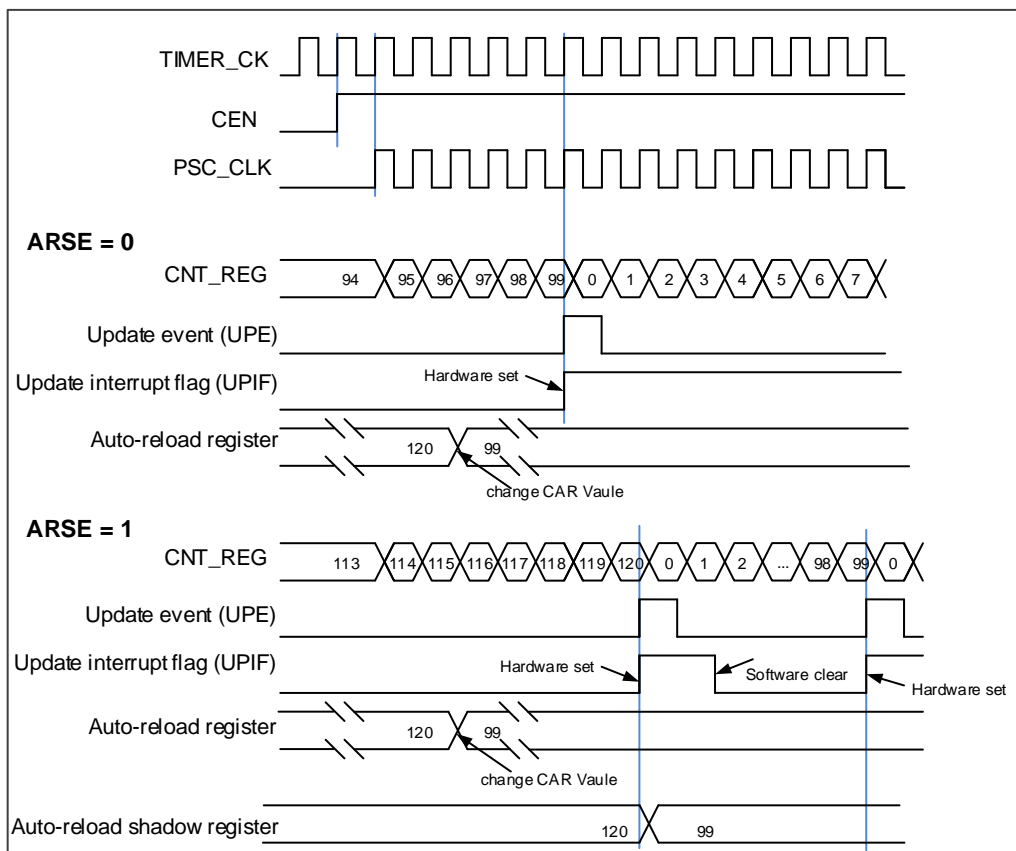 TIMER_CK
CEN
PSC_CLK
ARSE = 0
CNT_REG 94 95 96 97 98 99 0 1 2 3 4 5 6 7
Update event (UPE)
Update interrupt flag (UPIF) Hardware set
Auto-reload register 120 99
change CAR Vaule
ARSE = 1
CNT_REG 113 114 115 116 117 118 119 120 0 1 2 ... 98 99 0
Update event (UPE)
Update interrupt flag (UPIF) Hardware set Software clear Hardware set
Auto-reload register 120 99
change CAR Vaule
Auto-reload shadow register 120 99